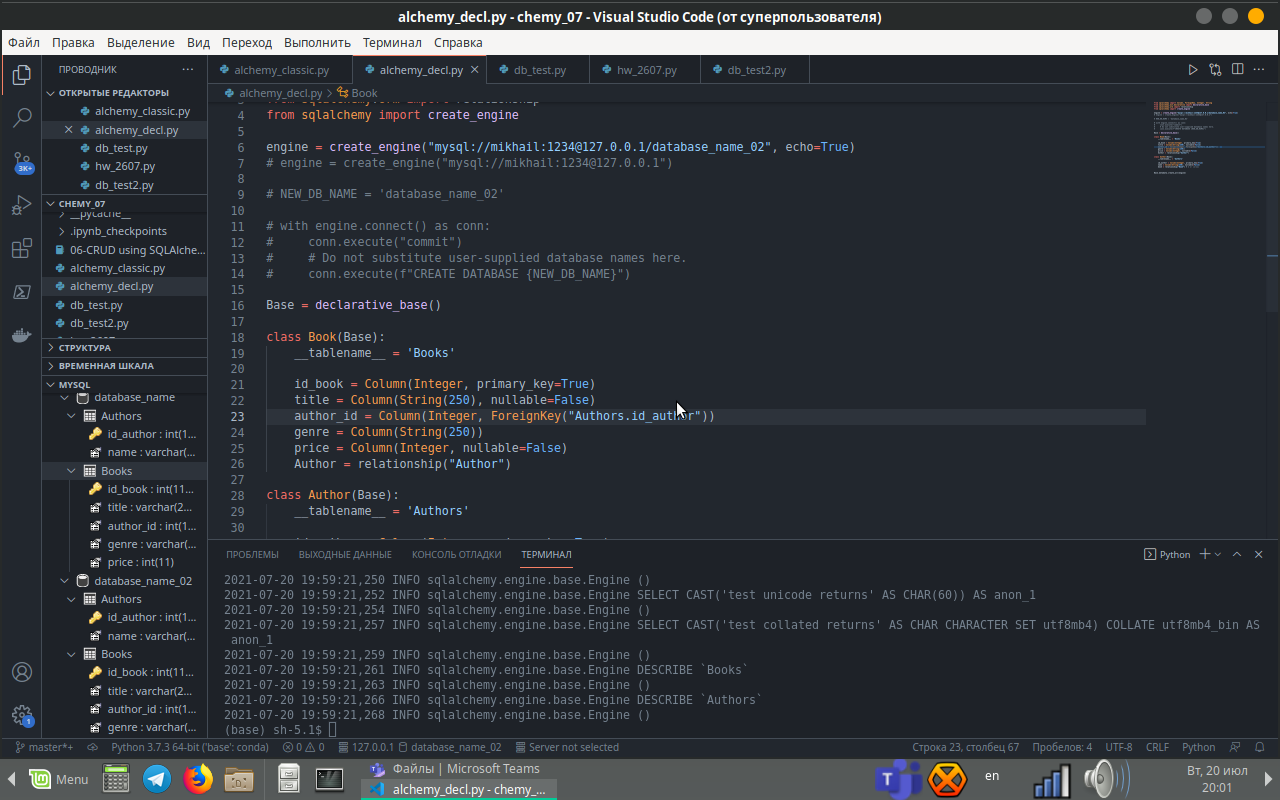 alchemy_decl.py - chemy_07 - Visual Studio Code (от суперпользователя)
Файл Правка Выделение Вид Переход Выполнить Терминал Справка
ПРОВОДНИК
ОТКРЫТЫЕ РЕДАКТОРЫ
alchemy_classic.py
alchemy_decl.py
db_test.py
hw_2607.py
db_test2.py
CHEMY_07
__pycache__
.ipynb_checkpoints
06-CRUD using SQLAlche...
alchemy_classic.py
alchemy_decl.py
db_test.py
db_test2.py
СТРУКТУРА
ВРЕМЕННАЯ ШКАЛА
MYSQL
database_name
Authors
id_author : int(1...
name : varchar(...
Books
id_book : int(11...
title : varchar(2...
author_id : int(1...
genre : varchar(...
price : int(11)
database_name_02
Authors
id_author : int(1...
name : varchar(...
Books
id_book : int(11...
title : varchar(2...
author_id : int(1...
genre : varchar(...
3K+
1
alchemy_classic.py alchemy_decl.py db_test.py hw_2607.py db_test2.py
alchemy_decl.py > Book
4 from sqlalchemy import create_engine
5
6 engine = create_engine("mysql://mikhail:1234@127.0.0.1/database_name_02", echo=True)
7 # engine = create_engine("mysql://mikhail:1234@127.0.0.1")
8
9 # NEW_DB_NAME = 'database_name_02'
10
11 # with engine.connect() as conn:
12 #     conn.execute("commit")
13 #     # Do not substitute user-supplied database names here.
14 #     conn.execute(f"CREATE DATABASE {NEW_DB_NAME}")
15
16 Base = declarative_base()
17
18 class Book(Base):
19     __tablename__ = 'Books'
20
21     id_book = Column(Integer, primary_key=True)
22     title = Column(String(250), nullable=False)
23     author_id = Column(Integer, ForeignKey("Authors.id_author"))
24     genre = Column(String(250))
25     price = Column(Integer, nullable=False)
26     Author = relationship("Author")
27
28 class Author(Base):
29     __tablename__ = 'Authors'
30
ПРОБЛЕМЫ ВЫХОДНЫЕ ДАННЫЕ КОНСОЛЬ ОТЛАДКИ ТЕРМИНАЛ Python
2021-07-20 19:59:21,250 INFO sqlalchemy.engine.base.Engine ()
2021-07-20 19:59:21,252 INFO sqlalchemy.engine.base.Engine SELECT CAST('test unicode returns' AS CHAR(60)) AS anon_1
2021-07-20 19:59:21,254 INFO sqlalchemy.engine.base.Engine ()
2021-07-20 19:59:21,257 INFO sqlalchemy.engine.base.Engine SELECT CAST('test collated returns' AS CHAR CHARACTER SET utf8mb4) COLLATE utf8mb4_bin AS
anon_1
2021-07-20 19:59:21,259 INFO sqlalchemy.engine.base.Engine ()
2021-07-20 19:59:21,261 INFO sqlalchemy.engine.base.Engine DESCRIBE `Books`
2021-07-20 19:59:21,263 INFO sqlalchemy.engine.base.Engine ()
2021-07-20 19:59:21,266 INFO sqlalchemy.engine.base.Engine DESCRIBE `Authors`
2021-07-20 19:59:21,268 INFO sqlalchemy.engine.base.Engine ()
(base) sh-5.1$
master*+ Python 3.7.3 64-bit ('base': conda) 0 0 127.0.0.1 database_name_02 Server not selected Строка 23, столбец 67 Пробелов: 4 UTF-8 CRLF Python
Menu
Файлы | Microsoft Teams
alchemy_decl.py - chemy_...
en
Вт, 20 июл
20:01